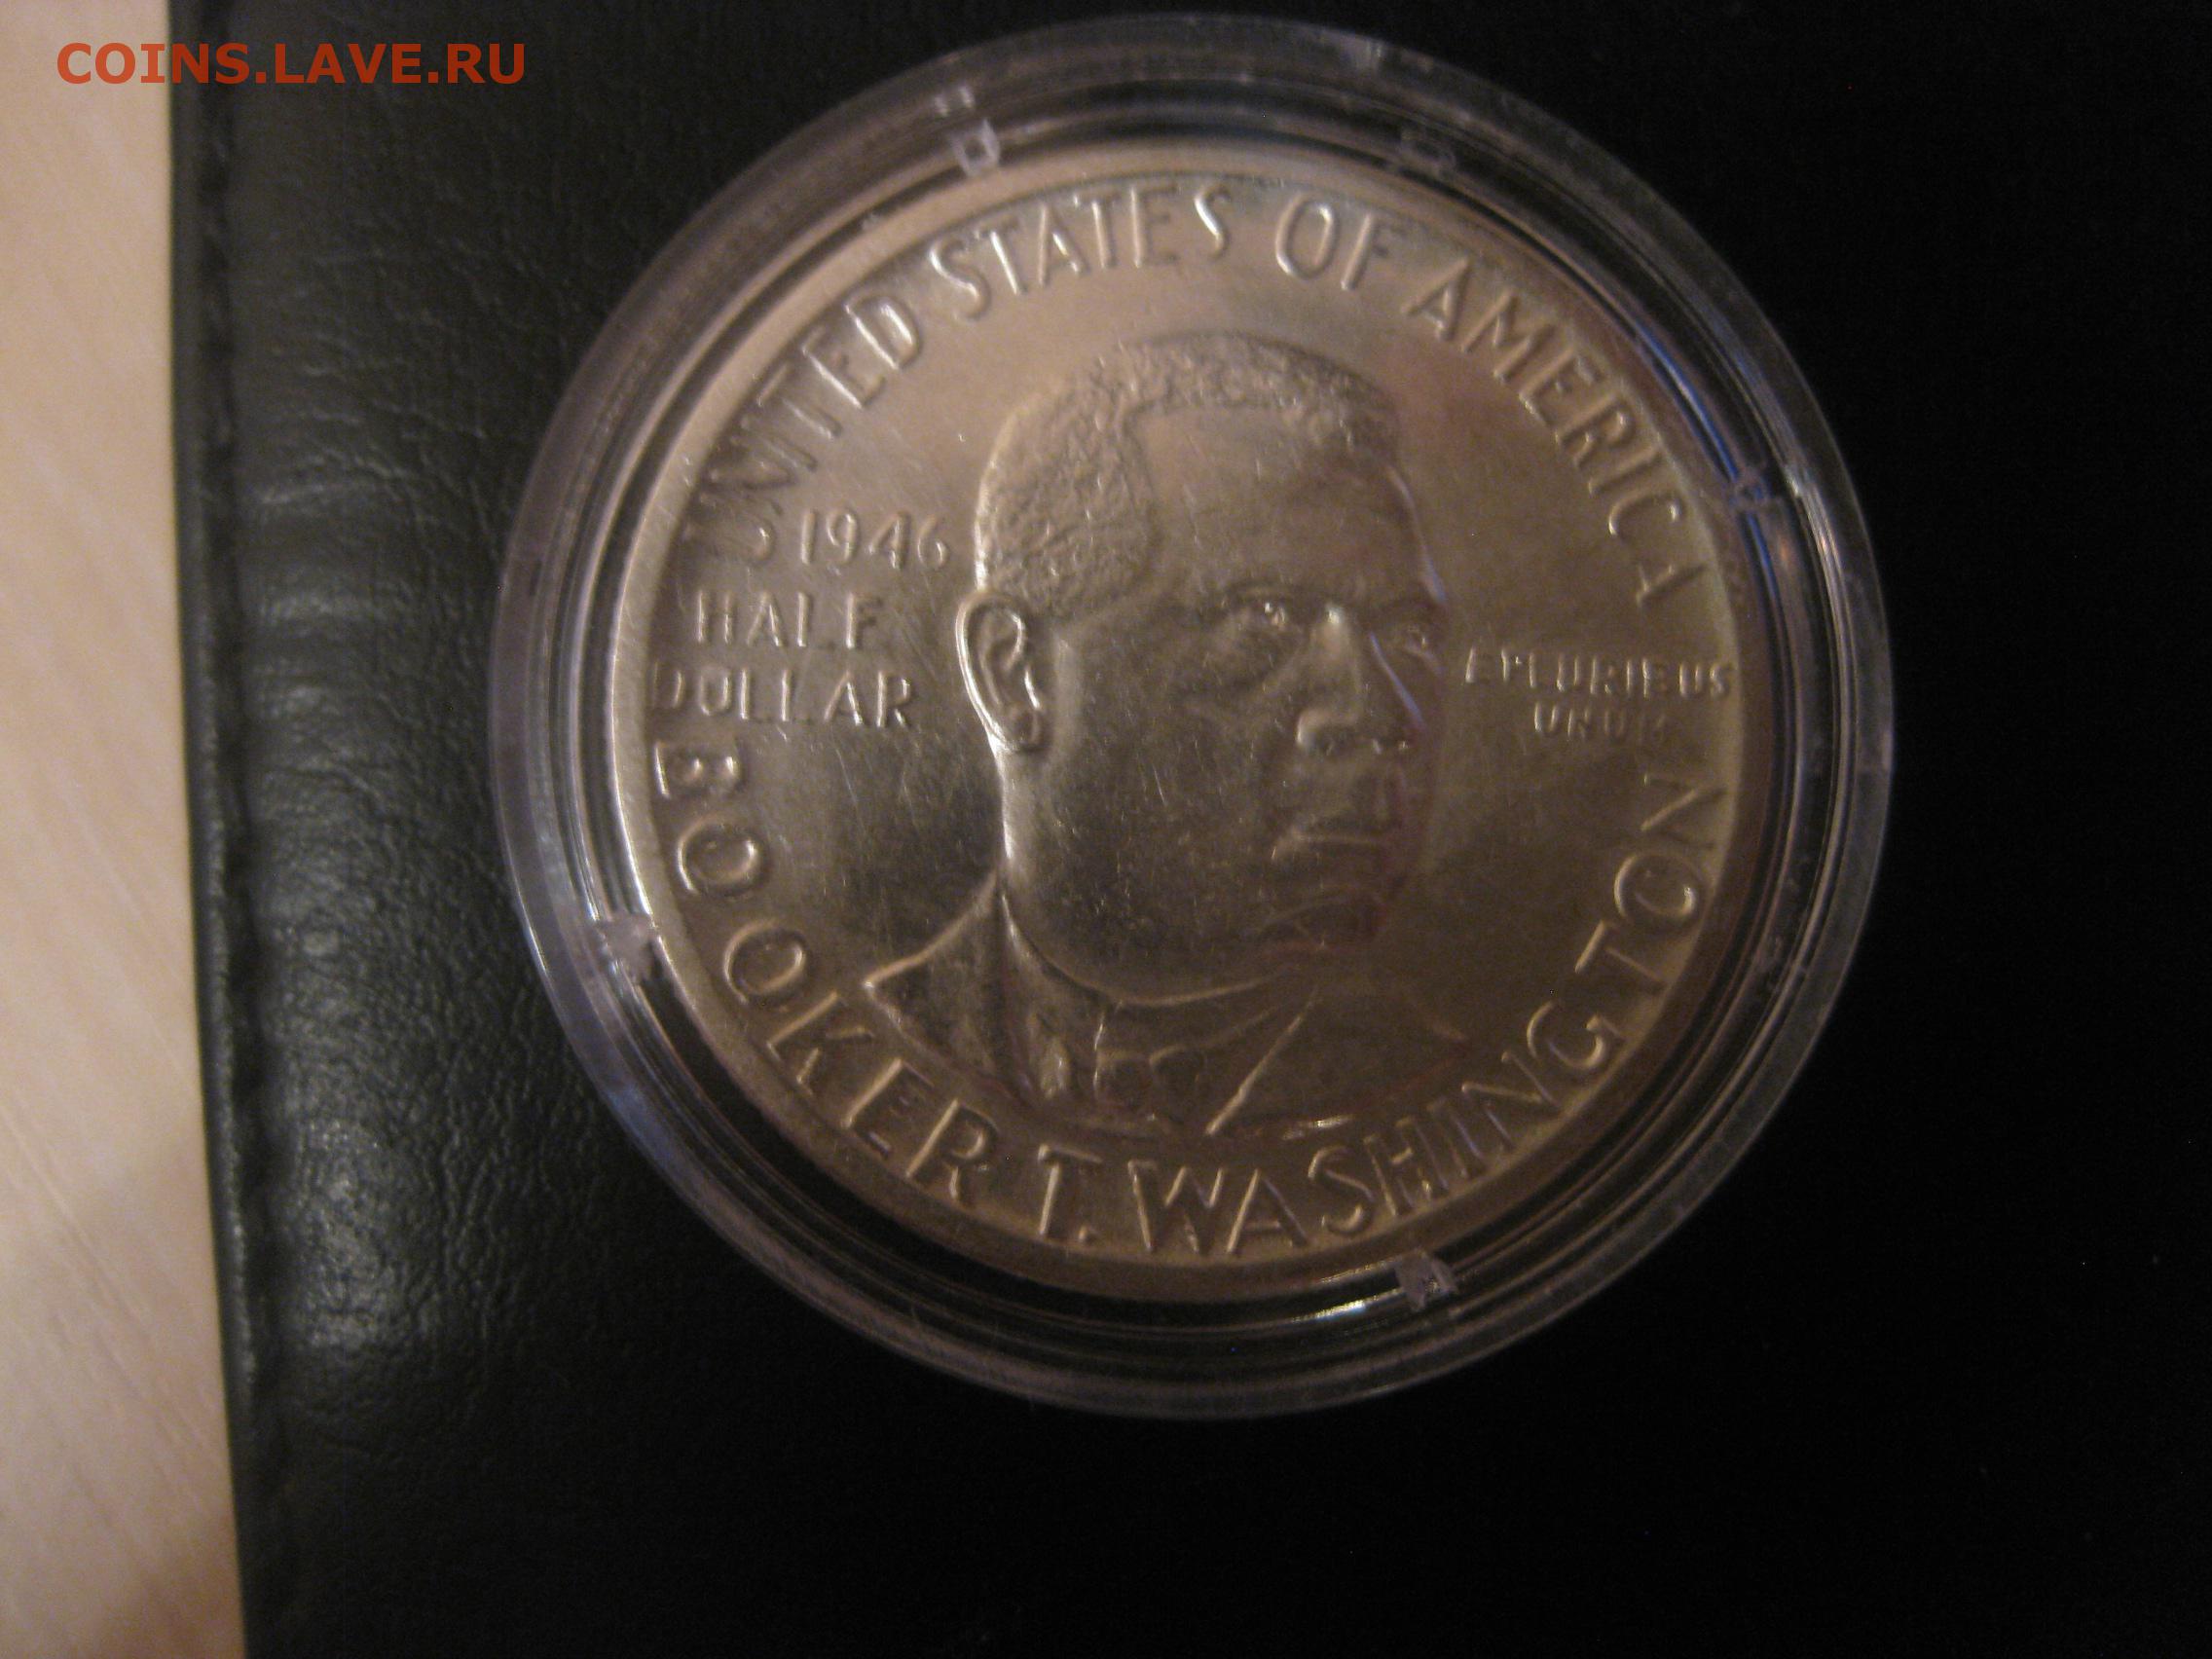 COINS.LAVE.RU
UNITED STATES OF AMERICA
1946
HALF
DOLLAR
E PLURIBUS
UNUM
BOOKER T. WASHINGTON